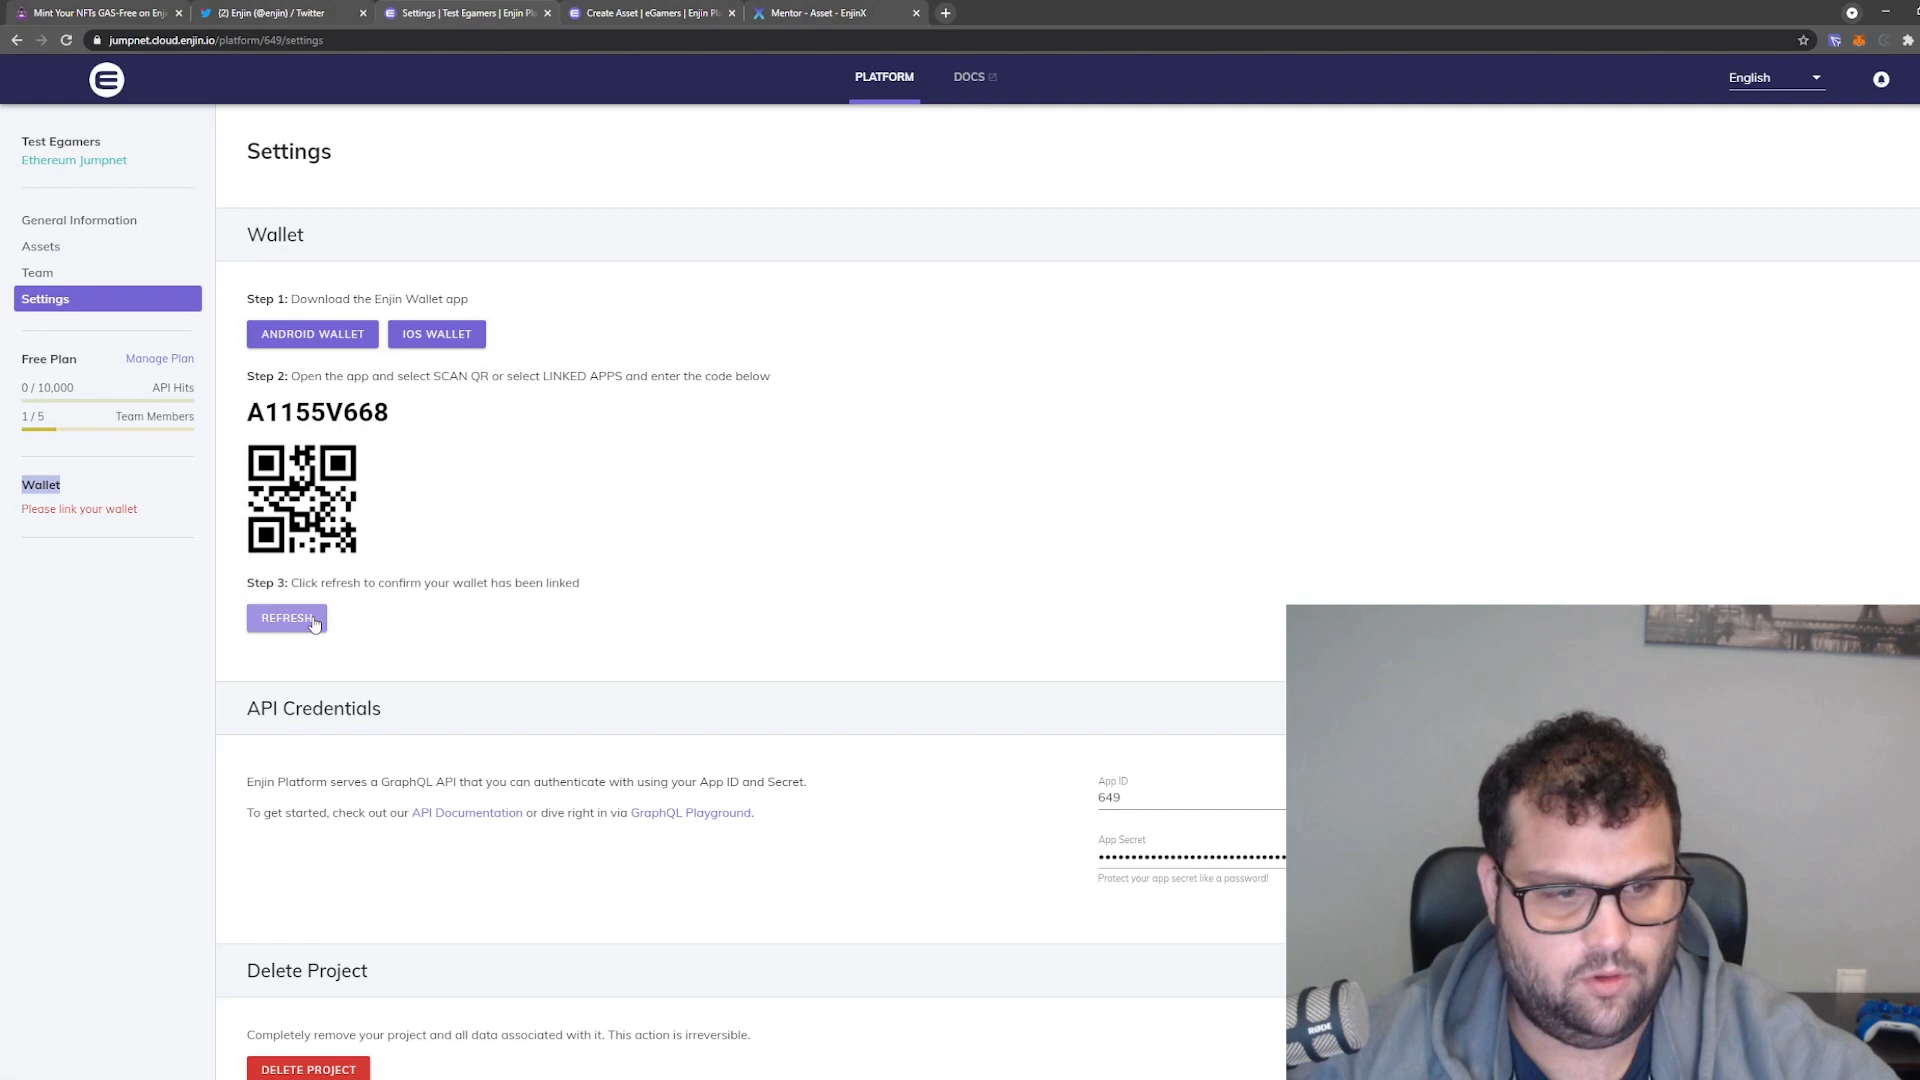 Mint Your NFTs GAS-Free on Enj
(2) Enjin (@enjin) / Twitter
Settings | Test Egamers | Enjin Pl
Create Asset | eGamers | Enjin Pl
Mentor - Asset - EnjinX
jumpnet.cloud.enjin.io/platform/649/settings
PLATFORM
DOCS
English
Test Egamers
Ethereum Jumpnet
General Information
Assets
Team
Settings
Free Plan
Manage Plan
0 / 10,000
API Hits
1 / 5
Team Members
Wallet
Please link your wallet
Settings
Wallet
Step 1: Download the Enjin Wallet app
ANDROID WALLET
IOS WALLET
Step 2: Open the app and select SCAN QR or select LINKED APPS and enter the code below
A1155V668
Step 3: Click refresh to confirm your wallet has been linked
REFRESH
API Credentials
Enjin Platform serves a GraphQL API that you can authenticate with using your App ID and Secret.
To get started, check out our API Documentation or dive right in via GraphQL Playground.
App ID
649
App Secret
Protect your app secret like a password!
Delete Project
Completely remove your project and all data associated with it. This action is irreversible.
DELETE PROJECT
RØDE